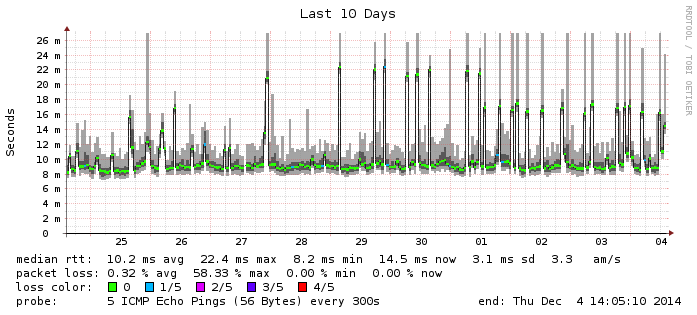 Last 10 Days
RRDTOOL / TOBI OETIKER
Seconds
26 m
24 m
22 m
20 m
18 m
16 m
14 m
12 m
10 m
8 m
6 m
4 m
2 m
0
25 26 27 28 29 30 01 02 03 04
median rtt: 10.2 ms avg 22.4 ms max 8.2 ms min 14.5 ms now 3.1 ms sd 3.3 am/s
packet loss: 0.32 % avg 58.33 % max 0.00 % min 0.00 % now
loss color: 0 1/5 2/5 3/5 4/5
probe: 5 ICMP Echo Pings (56 Bytes) every 300s end: Thu Dec 4 14:05:10 2014